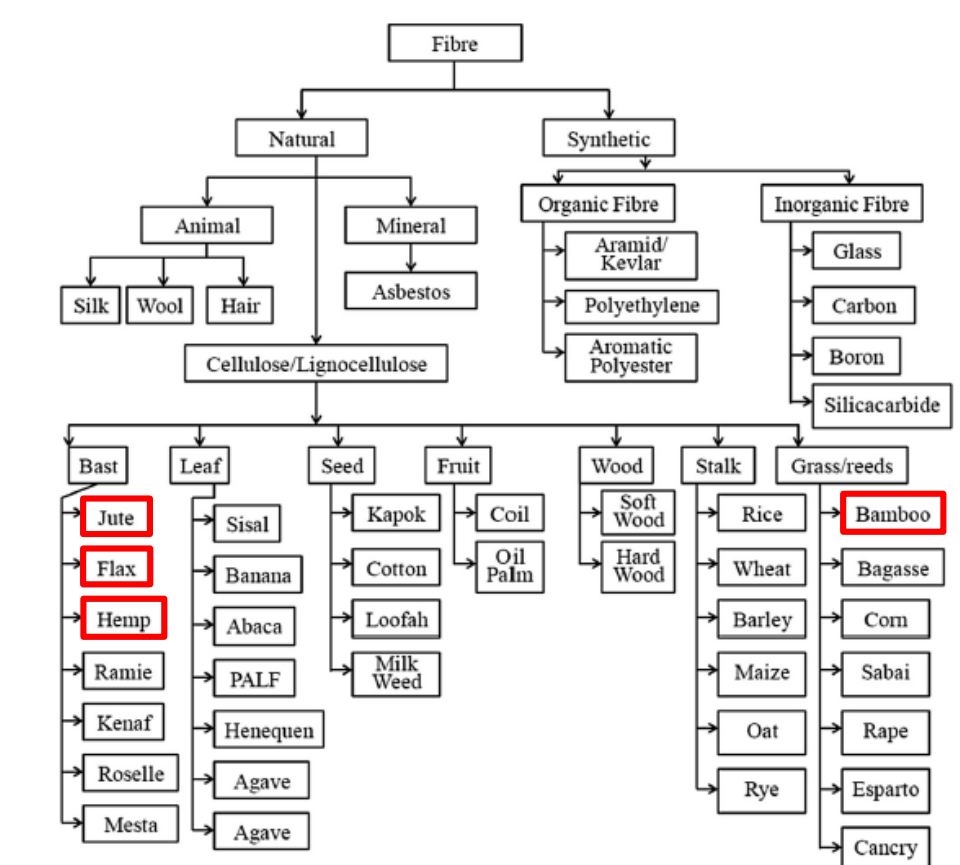 Fibre
Natural
Synthetic
Organic Fibre
Inorganic Fibre
Animal
Mineral
Aramid/
Kevlar
Glass
Silk
Wool
Hair
Asbestos
Polyethylene
Carbon
Aromatic
Polyester
Boron
Cellulose/Lignocellulose
Silicacarbide
Bast
Leaf
Seed
Fruit
Wood
Stalk
Grass/reeds
Jute
Flax
Hemp
Ramie
Kenaf
Roselle
Mesta
Sisal
Banana
Abaca
PALF
Henequen
Agave
Agave
Kapok
Cotton
Loofah
Milk
Weed
Coil
Oil
Palm
Soft
Wood
Hard
Wood
Rice
Wheat
Barley
Maize
Oat
Rye
Bamboo
Bagasse
Corn
Sabai
Rape
Esparto
Cancry